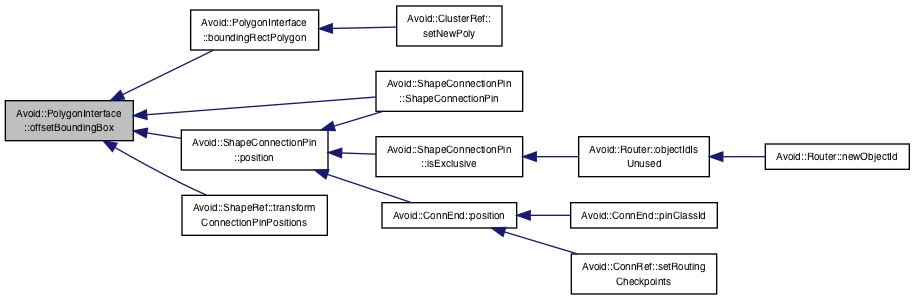 Avoid::PolygonInterface
::boundingRectPolygon
Avoid::ClusterRef::
setNewPoly
Avoid::PolygonInterface
::offsetBoundingBox
Avoid::ShapeConnectionPin
::ShapeConnectionPin
Avoid::ShapeConnectionPin
::position
Avoid::ShapeConnectionPin
::isExclusive
Avoid::Router::objectIdIs
Unused
Avoid::Router::newObjectId
Avoid::ShapeRef::transform
ConnectionPinPositions
Avoid::ConnEnd::position
Avoid::ConnEnd::pinClassId
Avoid::ConnRef::setRouting
Checkpoints